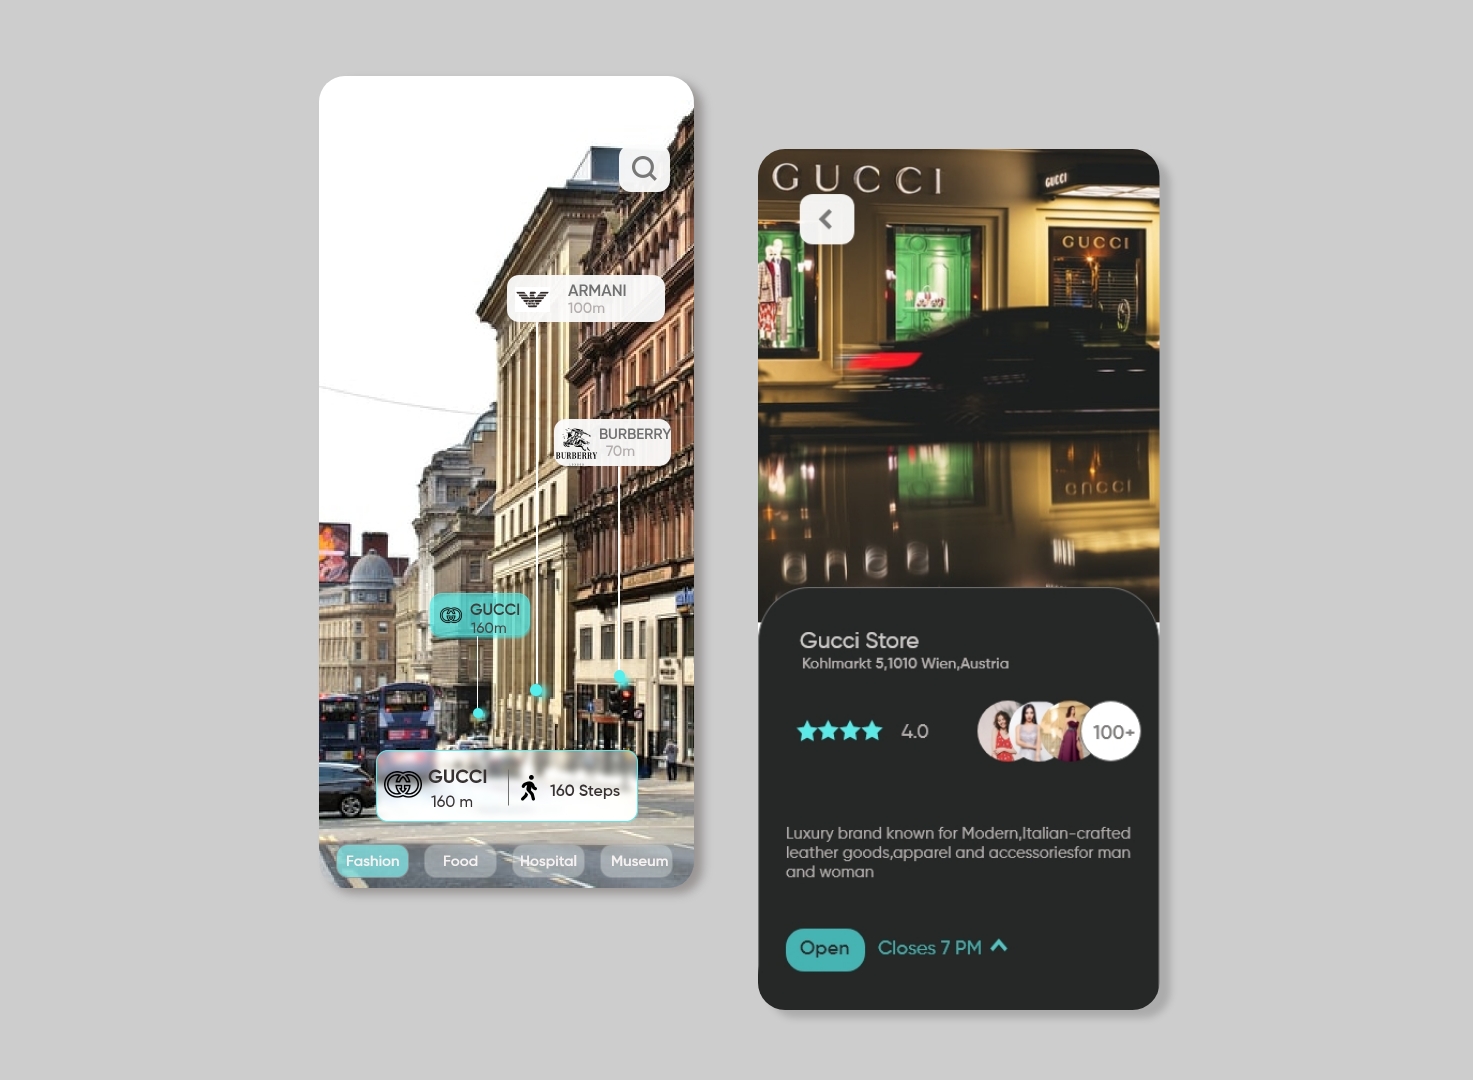 ARMANI
100m
BURBERRY
BURBERRY
70m
GUCCI
160m
GUCCI
160 m
160 Steps
Fashion
Food
Hospital
Museum
GUCCI
GUCCI
GUCCI
Gucci Store
Kohlmarkt 5,1010 Wien,Austria
4.0
100+
Luxury brand known for Modern,Italian-crafted
leather goods,apparel and accessoriesfor man
and woman
Open
Closes 7 PM